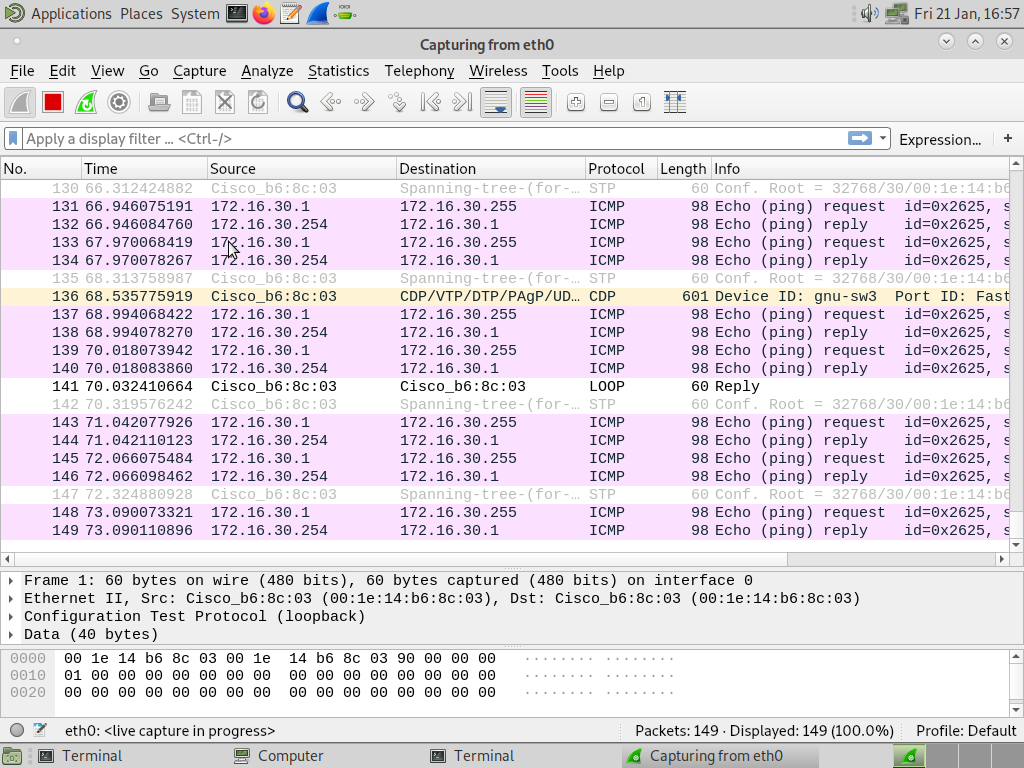 Applications Places System Fri 21 Jan, 16:57
Capturing from eth0
File Edit View Go Capture Analyze Statistics Telephony Wireless Tools Help
Apply a display filter ... <Ctrl-/> Expression... +
No. Time Source Destination Protocol Length Info
130 66.312424882 Cisco_b6:8c:03 Spanning-tree-(for-… STP 60 Conf. Root = 32768/30/00:1e:14:b6
131 66.946075191 172.16.30.1 172.16.30.255 ICMP 98 Echo (ping) request id=0x2625, s
132 66.946084760 172.16.30.254 172.16.30.1 ICMP 98 Echo (ping) reply id=0x2625, s
133 67.970068419 172.16.30.1 172.16.30.255 ICMP 98 Echo (ping) request id=0x2625, s
134 67.970078267 172.16.30.254 172.16.30.1 ICMP 98 Echo (ping) reply id=0x2625, s
135 68.313758987 Cisco_b6:8c:03 Spanning-tree-(for-… STP 60 Conf. Root = 32768/30/00:1e:14:b6
136 68.535775919 Cisco_b6:8c:03 CDP/VTP/DTP/PAgP/UD… CDP 601 Device ID: gnu-sw3 Port ID: Fast
137 68.994068422 172.16.30.1 172.16.30.255 ICMP 98 Echo (ping) request id=0x2625, s
138 68.994078270 172.16.30.254 172.16.30.1 ICMP 98 Echo (ping) reply id=0x2625, s
139 70.018073942 172.16.30.1 172.16.30.255 ICMP 98 Echo (ping) request id=0x2625, s
140 70.018083860 172.16.30.254 172.16.30.1 ICMP 98 Echo (ping) reply id=0x2625, s
141 70.032410664 Cisco_b6:8c:03 Cisco_b6:8c:03 LOOP 60 Reply
142 70.319576242 Cisco_b6:8c:03 Spanning-tree-(for-… STP 60 Conf. Root = 32768/30/00:1e:14:b6
143 71.042077926 172.16.30.1 172.16.30.255 ICMP 98 Echo (ping) request id=0x2625, s
144 71.042110123 172.16.30.254 172.16.30.1 ICMP 98 Echo (ping) reply id=0x2625, s
145 72.066075484 172.16.30.1 172.16.30.255 ICMP 98 Echo (ping) request id=0x2625, s
146 72.066098462 172.16.30.254 172.16.30.1 ICMP 98 Echo (ping) reply id=0x2625, s
147 72.324880928 Cisco_b6:8c:03 Spanning-tree-(for-… STP 60 Conf. Root = 32768/30/00:1e:14:b6
148 73.090073321 172.16.30.1 172.16.30.255 ICMP 98 Echo (ping) request id=0x2625, s
149 73.090110896 172.16.30.254 172.16.30.1 ICMP 98 Echo (ping) reply id=0x2625, s
Frame 1: 60 bytes on wire (480 bits), 60 bytes captured (480 bits) on interface 0
Ethernet II, Src: Cisco_b6:8c:03 (00:1e:14:b6:8c:03), Dst: Cisco_b6:8c:03 (00:1e:14:b6:8c:03)
Configuration Test Protocol (loopback)
Data (40 bytes)
0000 00 1e 14 b6 8c 03 00 1e 14 b6 8c 03 90 00 00 00 ········ ········
0010 01 00 00 00 00 00 00 00 00 00 00 00 00 00 00 00 ········ ········
0020 00 00 00 00 00 00 00 00 00 00 00 00 00 00 00 00 ········ ········
eth0: <live capture in progress> Packets: 149 · Displayed: 149 (100.0%) Profile: Default
Terminal Computer Terminal Capturing from eth0